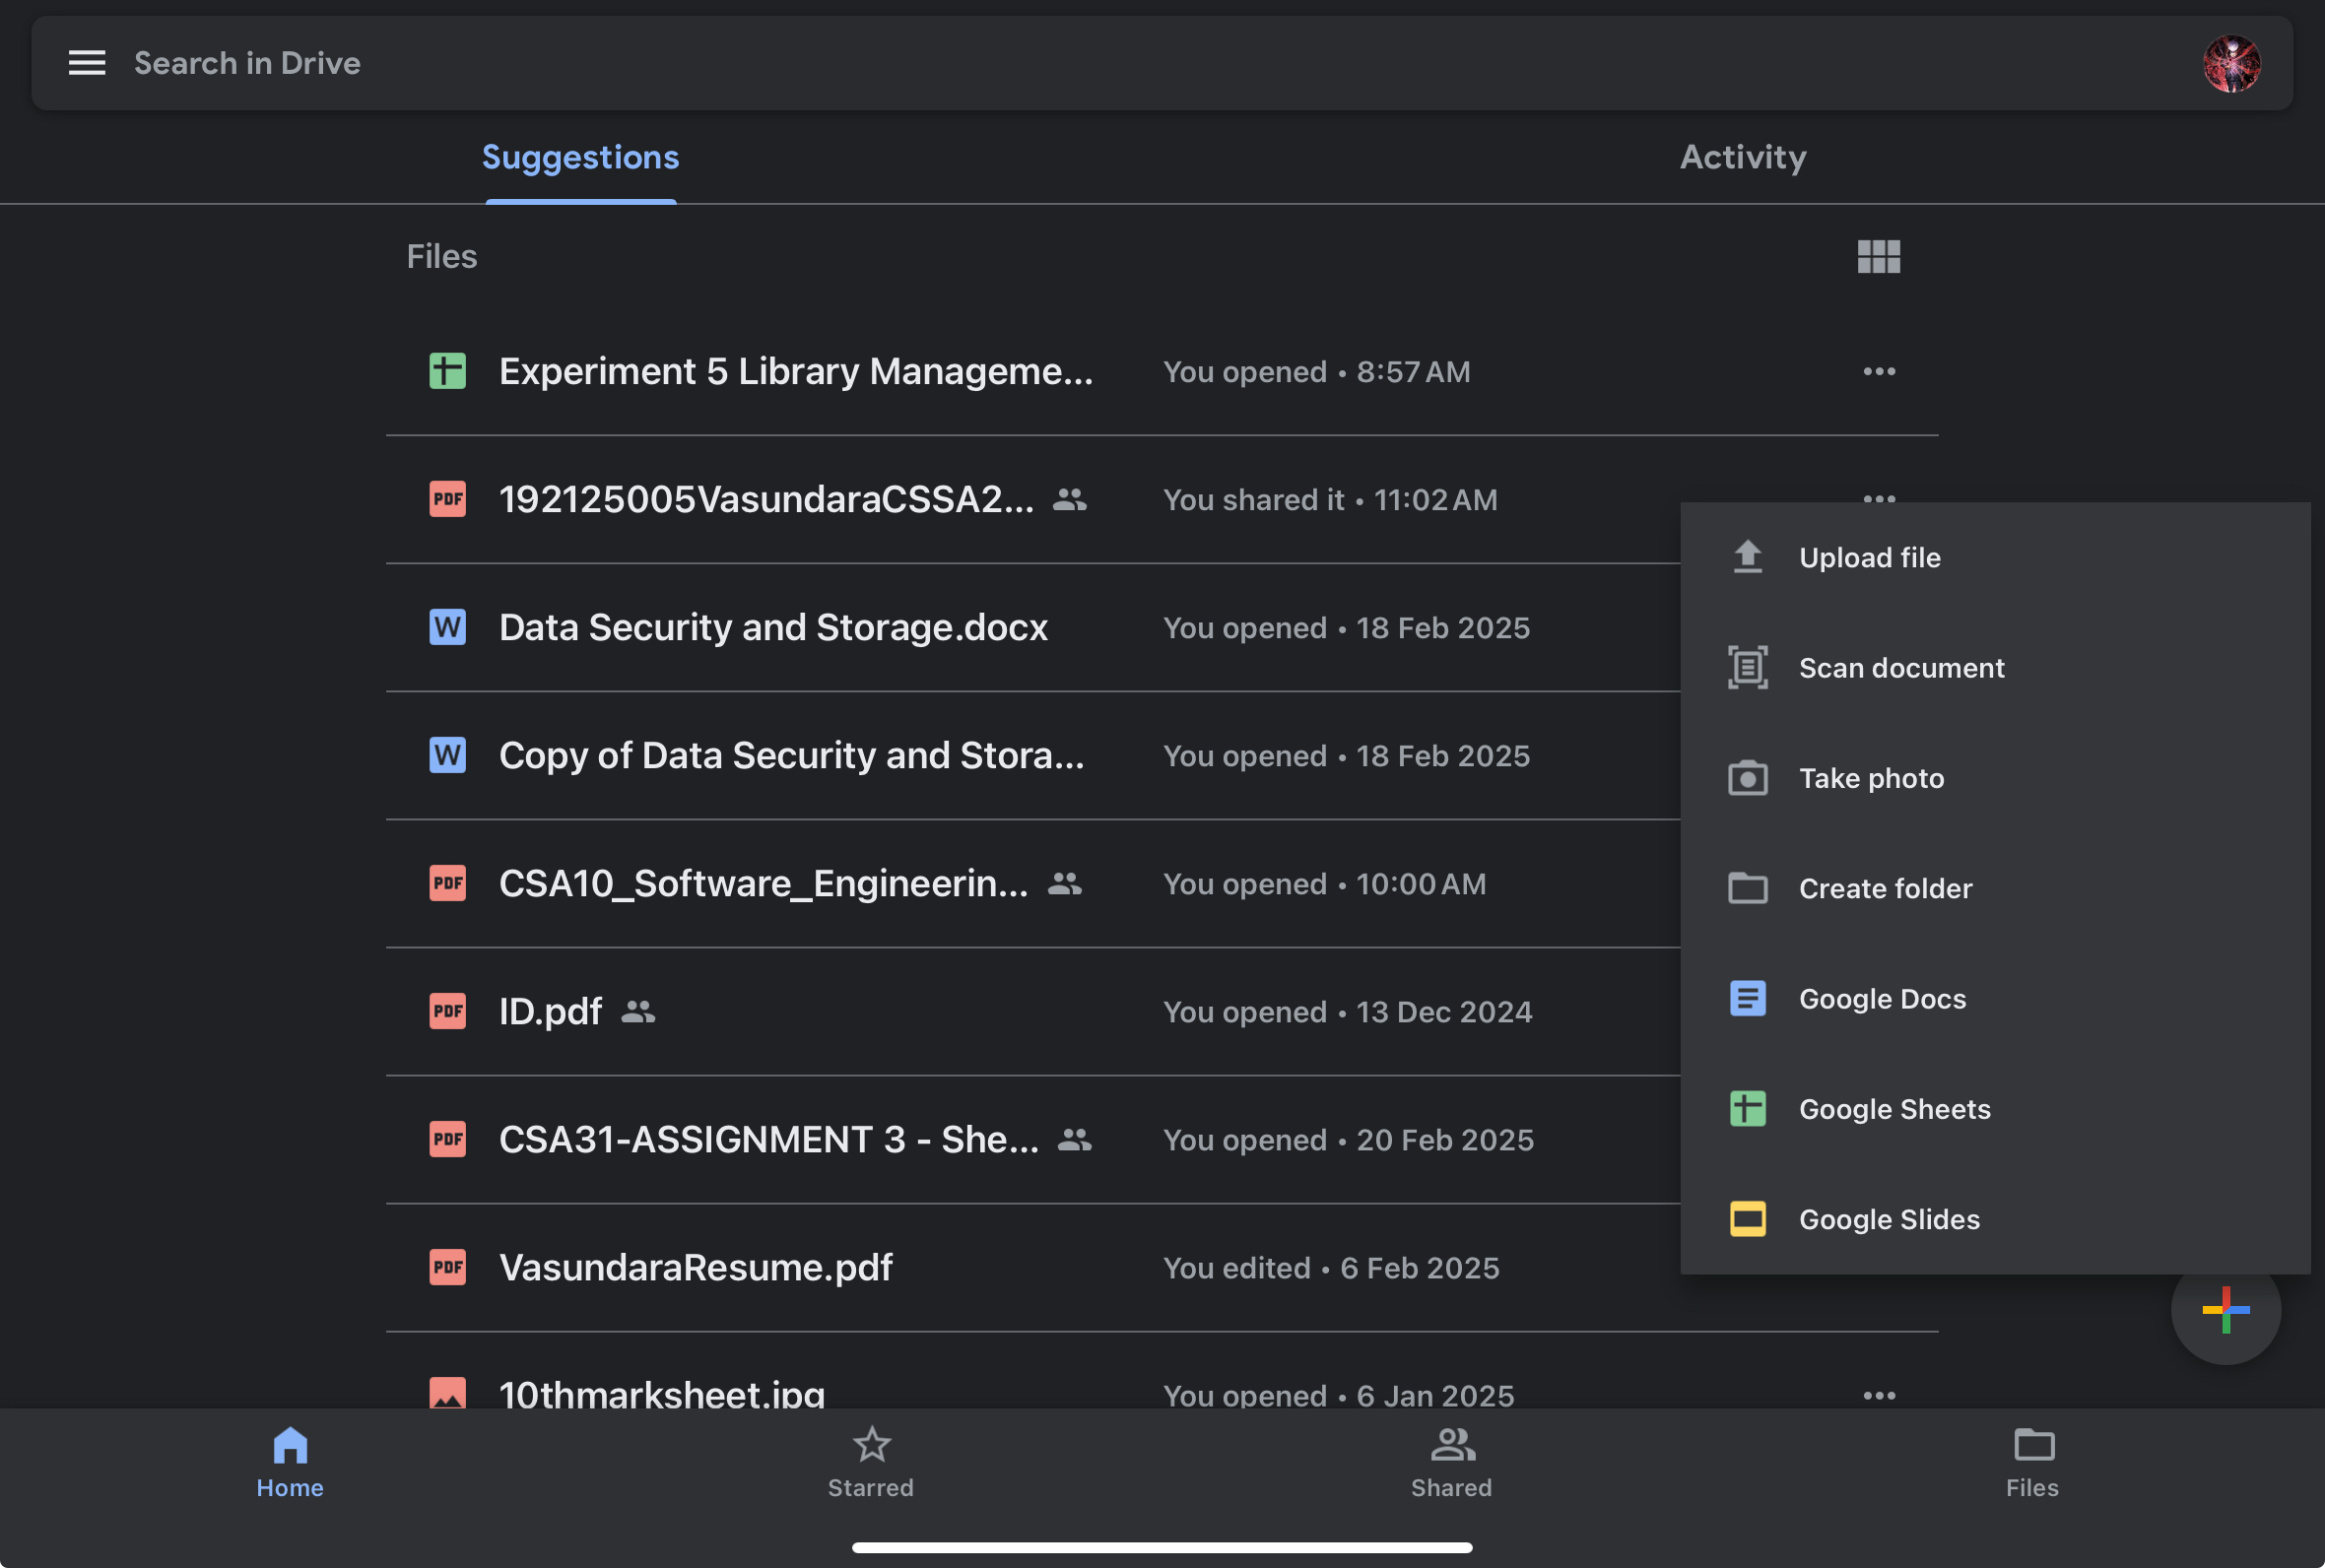 Search in Drive
Suggestions
Activity
Files
Experiment 5 Library Manageme...
You opened • 8:57 AM
PDF
192125005VasundaraCSSA2...
You shared it • 11:02 AM
W
Data Security and Storage.docx
You opened • 18 Feb 2025
W
Copy of Data Security and Stora...
You opened • 18 Feb 2025
PDF
CSA10_Software_Engineerin...
You opened • 10:00 AM
PDF
ID.pdf
You opened • 13 Dec 2024
PDF
CSA31-ASSIGNMENT 3 - She...
You opened • 20 Feb 2025
PDF
VasundaraResume.pdf
You edited • 6 Feb 2025
10thmarksheet.jpg
You opened • 6 Jan 2025
Upload file
Scan document
Take photo
Create folder
Google Docs
Google Sheets
Google Slides
Home
Starred
Shared
Files